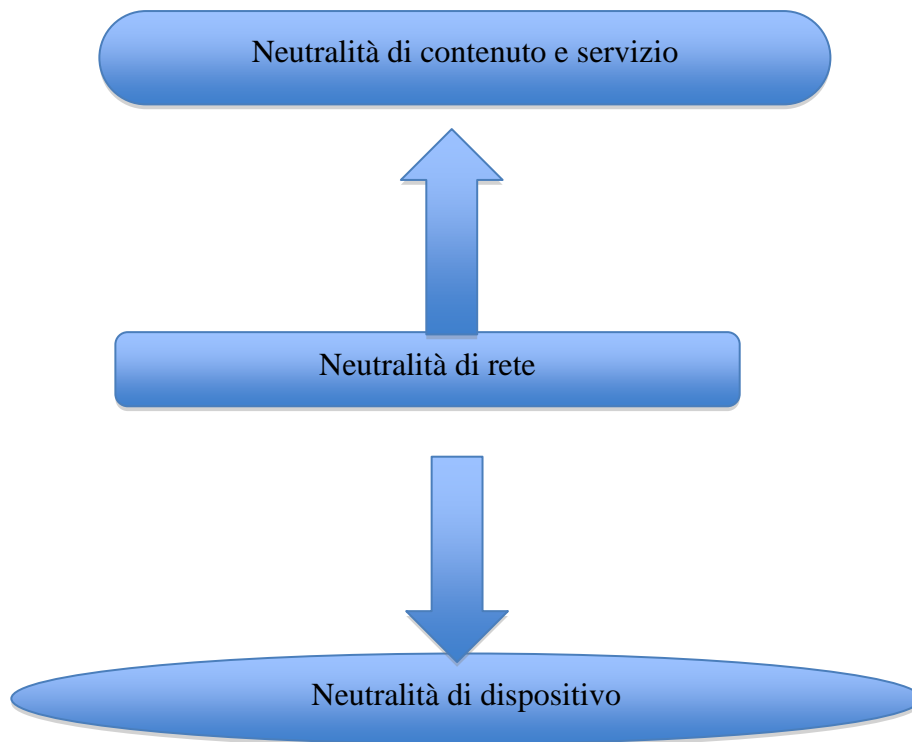 Neutralità di contenuto e servizio
Neutralità di rete
Neutralità di dispositivo